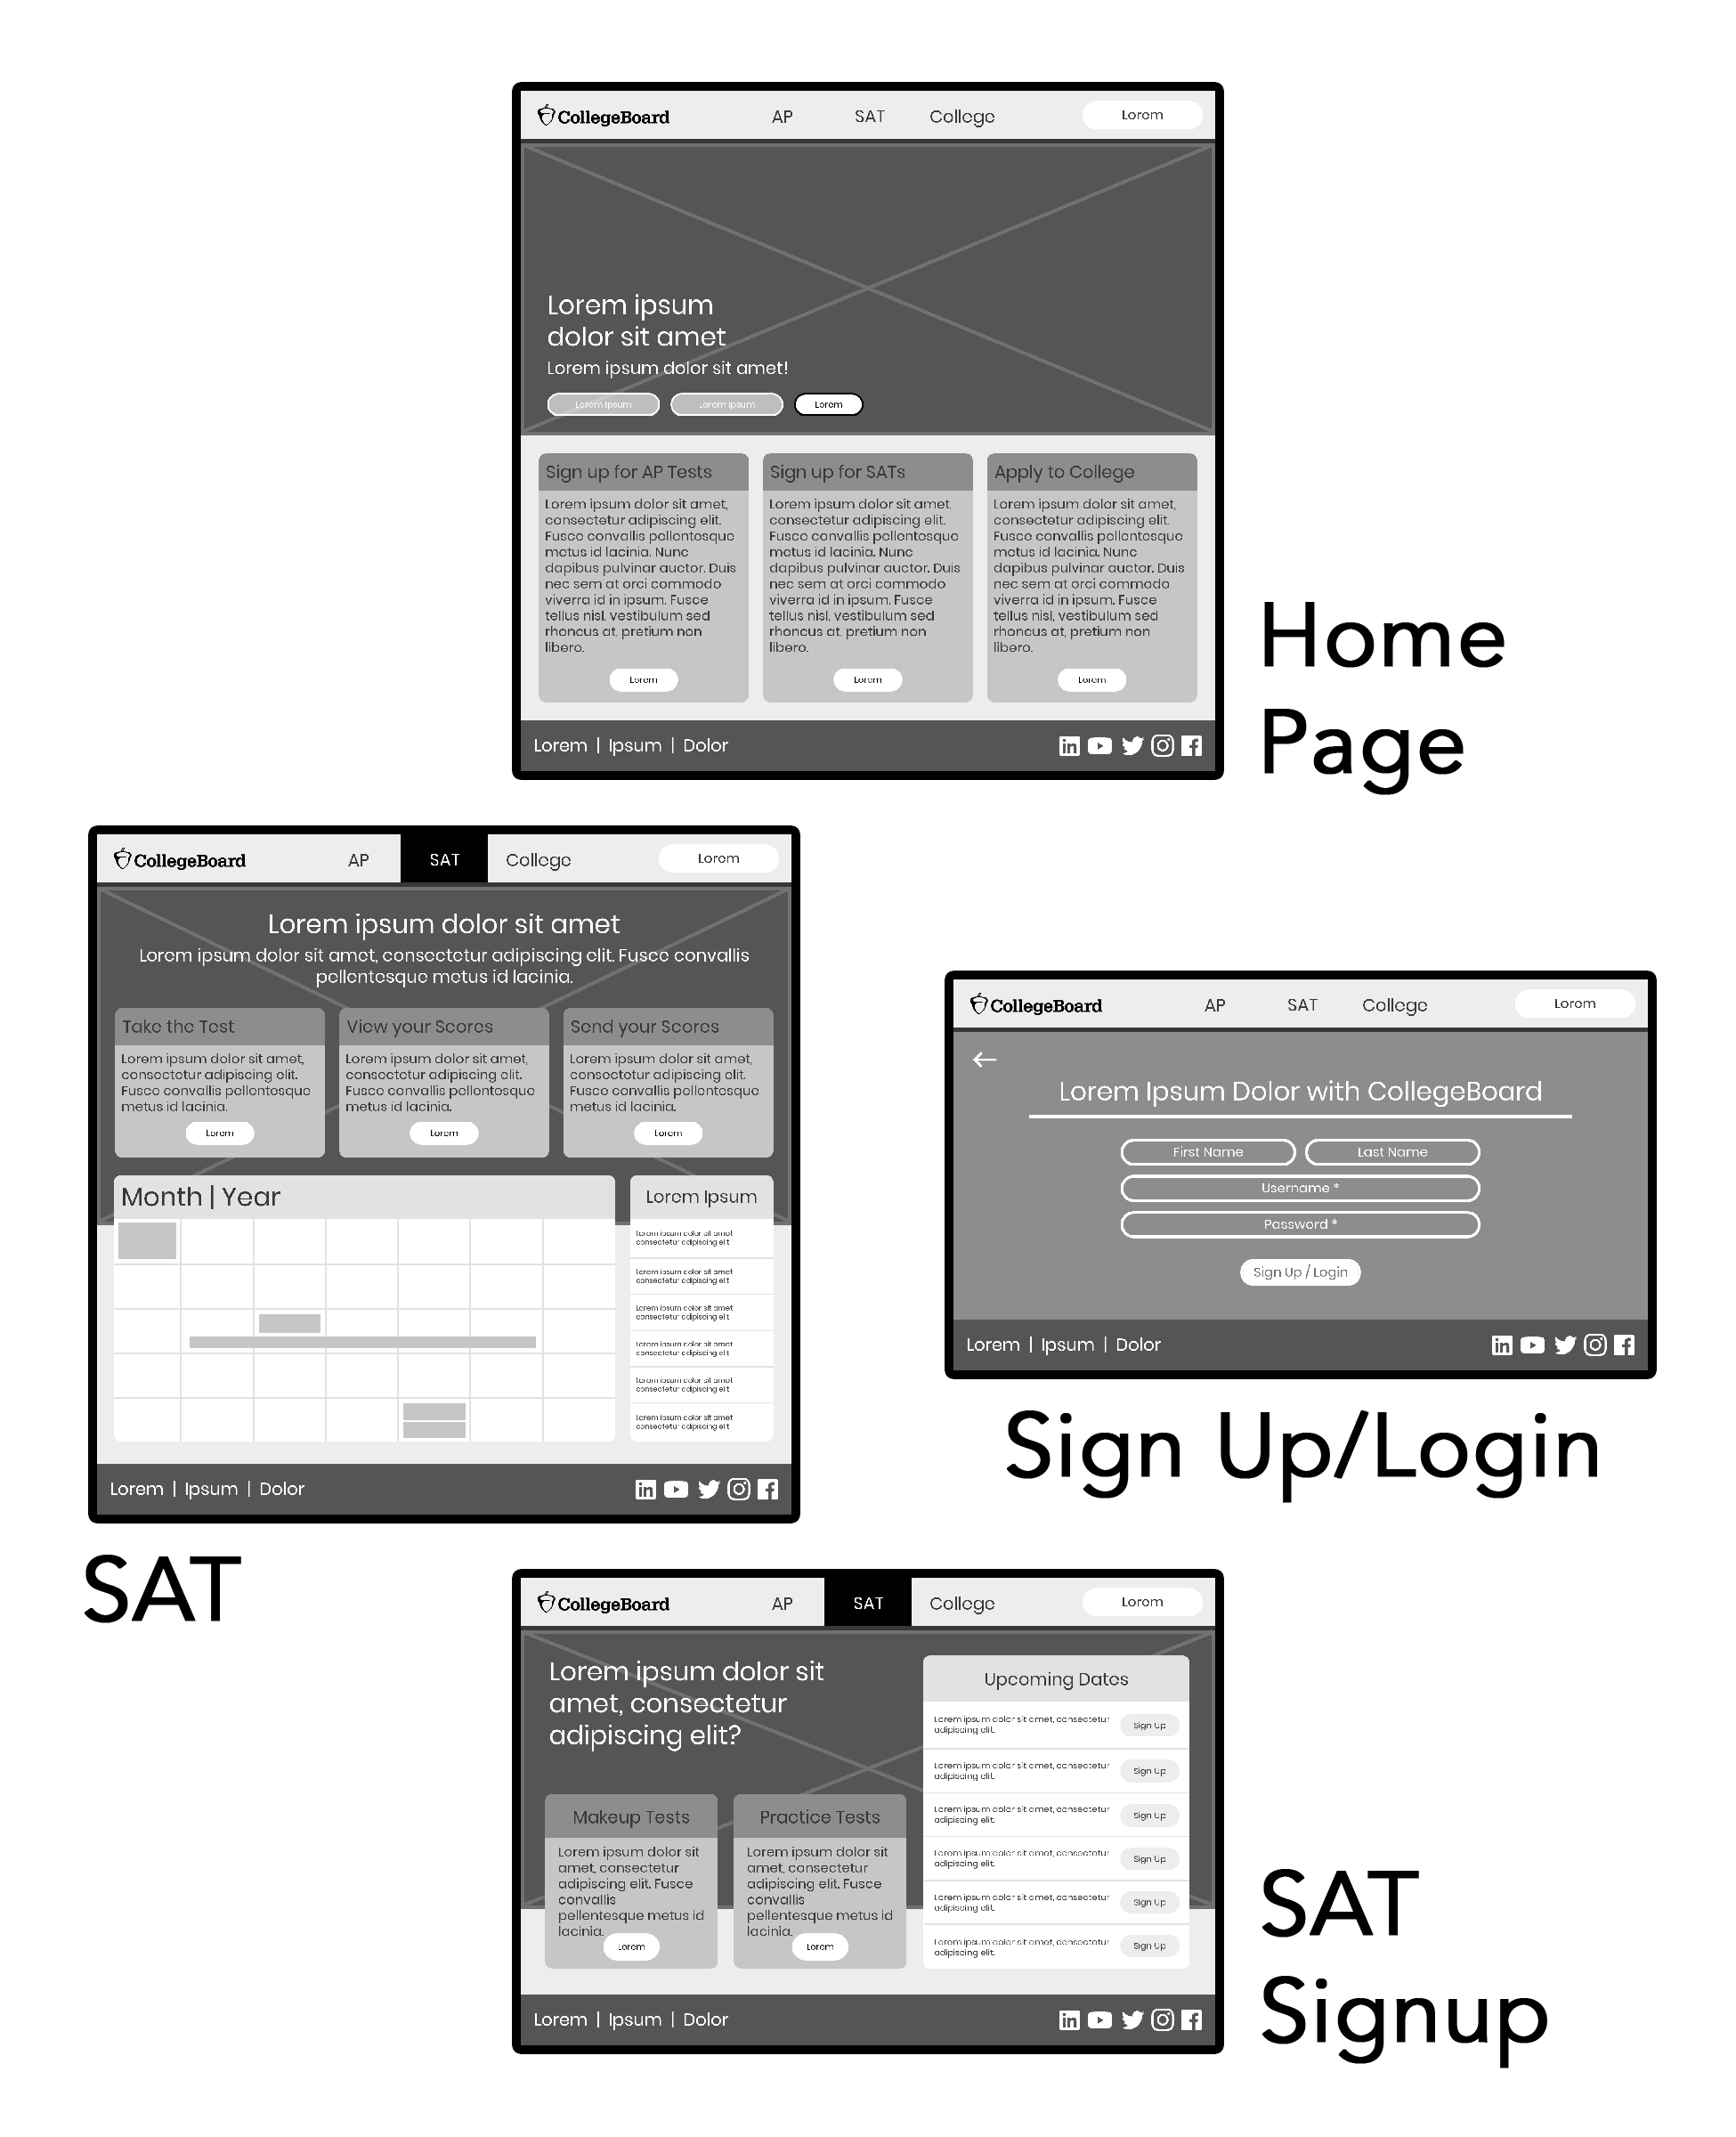 CollegeBoard AP SAT College Lorem
Lorem ipsum
dolor sit amet
Lorem ipsum dolor sit amet!
Lorem Ipsum Lorem Ipsum Lorem
Sign up for AP Tests
Lorem ipsum dolor sit amet,
consectetur adipiscing elit.
Fusce convallis pellentesque
metus id lacinia. Nunc
dapibus pulvinar auctor. Duis
nec sem at orci commodo
viverra id in ipsum. Fusce
tellus nisl, vestibulum sed
rhoncus at, pretium non
libero.
Lorem
Sign up for SATs
Lorem ipsum dolor sit amet,
consectetur adipiscing elit.
Fusce convallis pellentesque
metus id lacinia. Nunc
dapibus pulvinar auctor. Duis
nec sem at orci commodo
viverra id in ipsum. Fusce
tellus nisl, vestibulum sed
rhoncus at, pretium non
libero.
Lorem
Apply to College
Lorem ipsum dolor sit amet,
consectetur adipiscing elit.
Fusce convallis pellentesque
metus id lacinia. Nunc
dapibus pulvinar auctor. Duis
nec sem at orci commodo
viverra id in ipsum. Fusce
tellus nisl, vestibulum sed
rhoncus at, pretium non
libero.
Lorem
Lorem | Ipsum | Dolor
Home
Page
CollegeBoard AP SAT College Lorem
Lorem ipsum dolor sit amet
Lorem ipsum dolor sit amet, consectetur adipiscing elit. Fusce convallis
pellentesque metus id lacinia.
Take the Test
Lorem ipsum dolor sit amet,
consectetur adipiscing elit.
Fusce convallis pellentesque
metus id lacinia.
Lorem
View your Scores
Lorem ipsum dolor sit amet,
consectetur adipiscing elit.
Fusce convallis pellentesque
metus id lacinia.
Lorem
Send your Scores
Lorem ipsum dolor sit amet,
consectetur adipiscing elit.
Fusce convallis pellentesque
metus id lacinia.
Lorem
Month | Year
Lorem Ipsum
Lorem ipsum dolor sit amet
consectetur adipiscing elit
Lorem ipsum dolor sit amet
consectetur adipiscing elit
Lorem ipsum dolor sit amet
consectetur adipiscing elit
Lorem ipsum dolor sit amet
consectetur adipiscing elit
Lorem ipsum dolor sit amet
consectetur adipiscing elit
Lorem ipsum dolor sit amet
consectetur adipiscing elit
Lorem | Ipsum | Dolor
SAT
CollegeBoard AP SAT College Lorem
Lorem Ipsum Dolor with CollegeBoard
First Name Last Name
Username *
Password *
Sign Up / Login
Lorem | Ipsum | Dolor
Sign Up/Login
CollegeBoard AP SAT College Lorem
Lorem ipsum dolor sit
amet, consectetur
adipiscing elit?
Makeup Tests
Lorem ipsum dolor sit
amet, consectetur
adipiscing elit. Fusce
convallis
pellentesque metus id
lacinia.
Lorem
Practice Tests
Lorem ipsum dolor sit
amet, consectetur
adipiscing elit. Fusce
convallis
pellentesque metus id
lacinia.
Lorem
Upcoming Dates
Lorem ipsum dolor sit amet, consectetur
adipiscing elit.
Sign Up
Lorem ipsum dolor sit amet, consectetur
adipiscing elit.
Sign Up
Lorem ipsum dolor sit amet, consectetur
adipiscing elit.
Sign Up
Lorem ipsum dolor sit amet, consectetur
adipiscing elit.
Sign Up
Lorem ipsum dolor sit amet, consectetur
adipiscing elit.
Sign Up
Lorem ipsum dolor sit amet, consectetur
adipiscing elit.
Sign Up
Lorem | Ipsum | Dolor
SAT
Signup